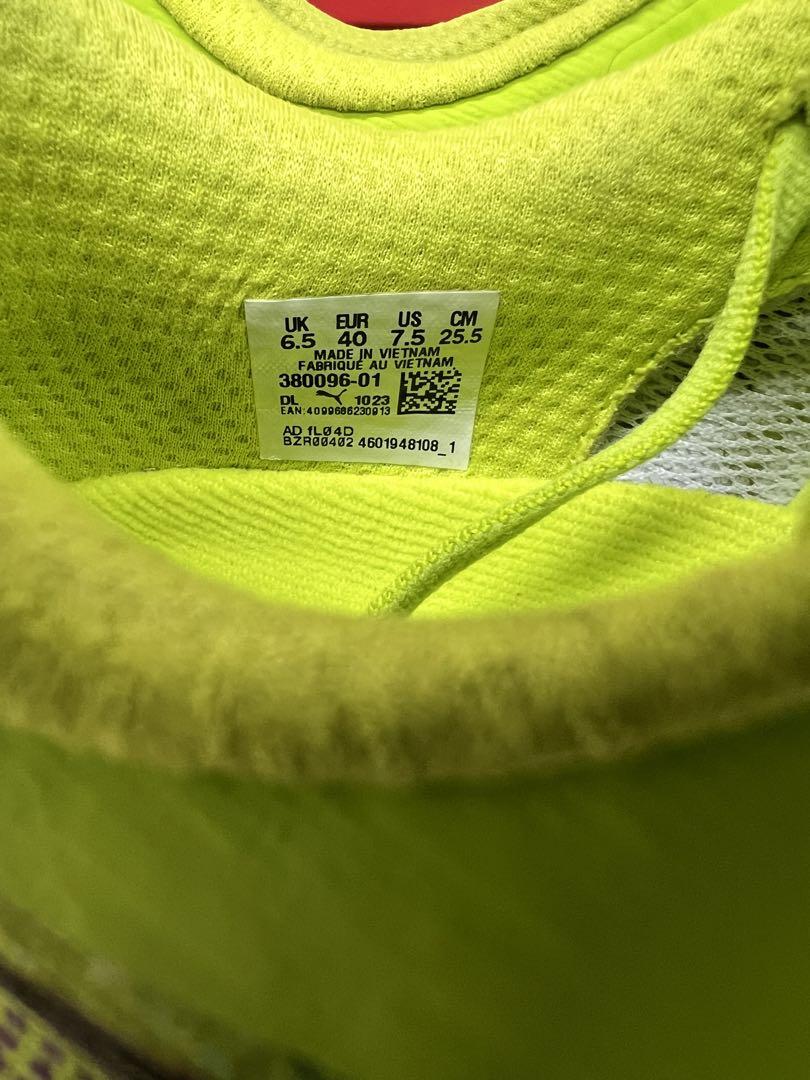 UK EUR US CM
6.5 40 7.5 25.5
MADE IN VIETNAM
FABRIQUÉ AU VIETNAM
380096-01
DL 1023
EAN:4099686230913
AD fL04D
BZR00402 4601948108_1